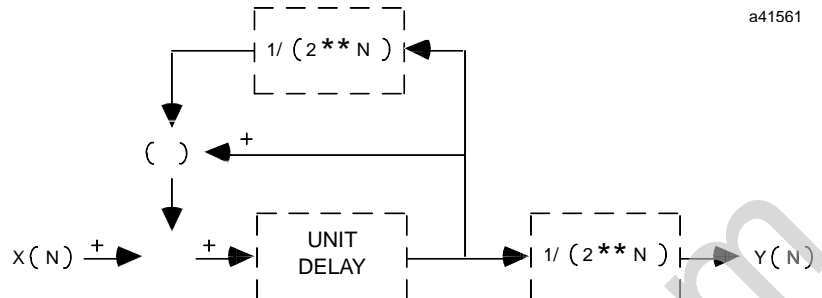 a41561
1/ ( 2 ** N )
( )
+
X( N )
+
+
UNIT
DELAY
1/ ( 2 ** N )
Y( N )